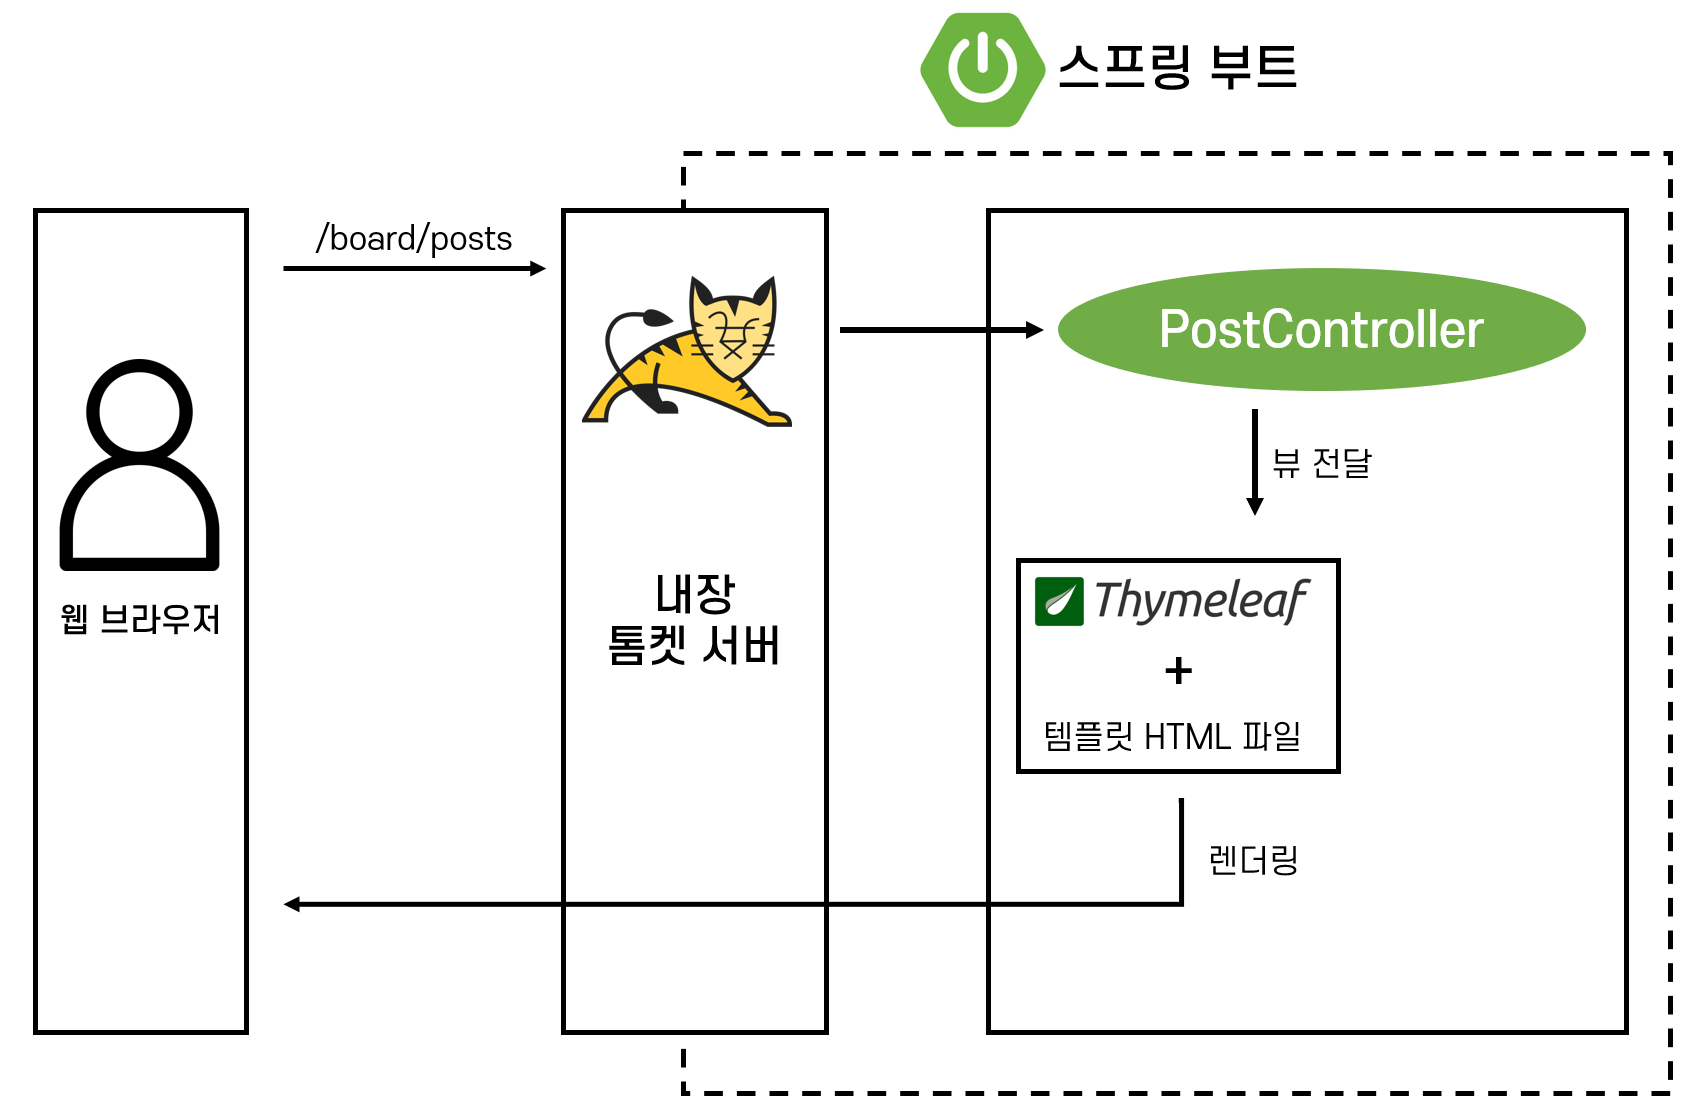 스프링 부트
/board/posts
PostController
뷰 전달
웹 브라우저
내장
톰켓 서버
Thymeleaf
+
템플릿 HTML 파일
렌더링